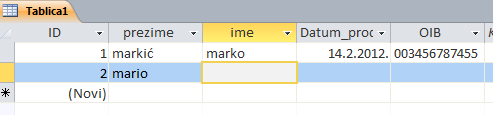 Tablica1
ID prezime ime Datum_proc OIB
1 markić marko 14.2.2012. 003456787455
2 mario
(Novi)